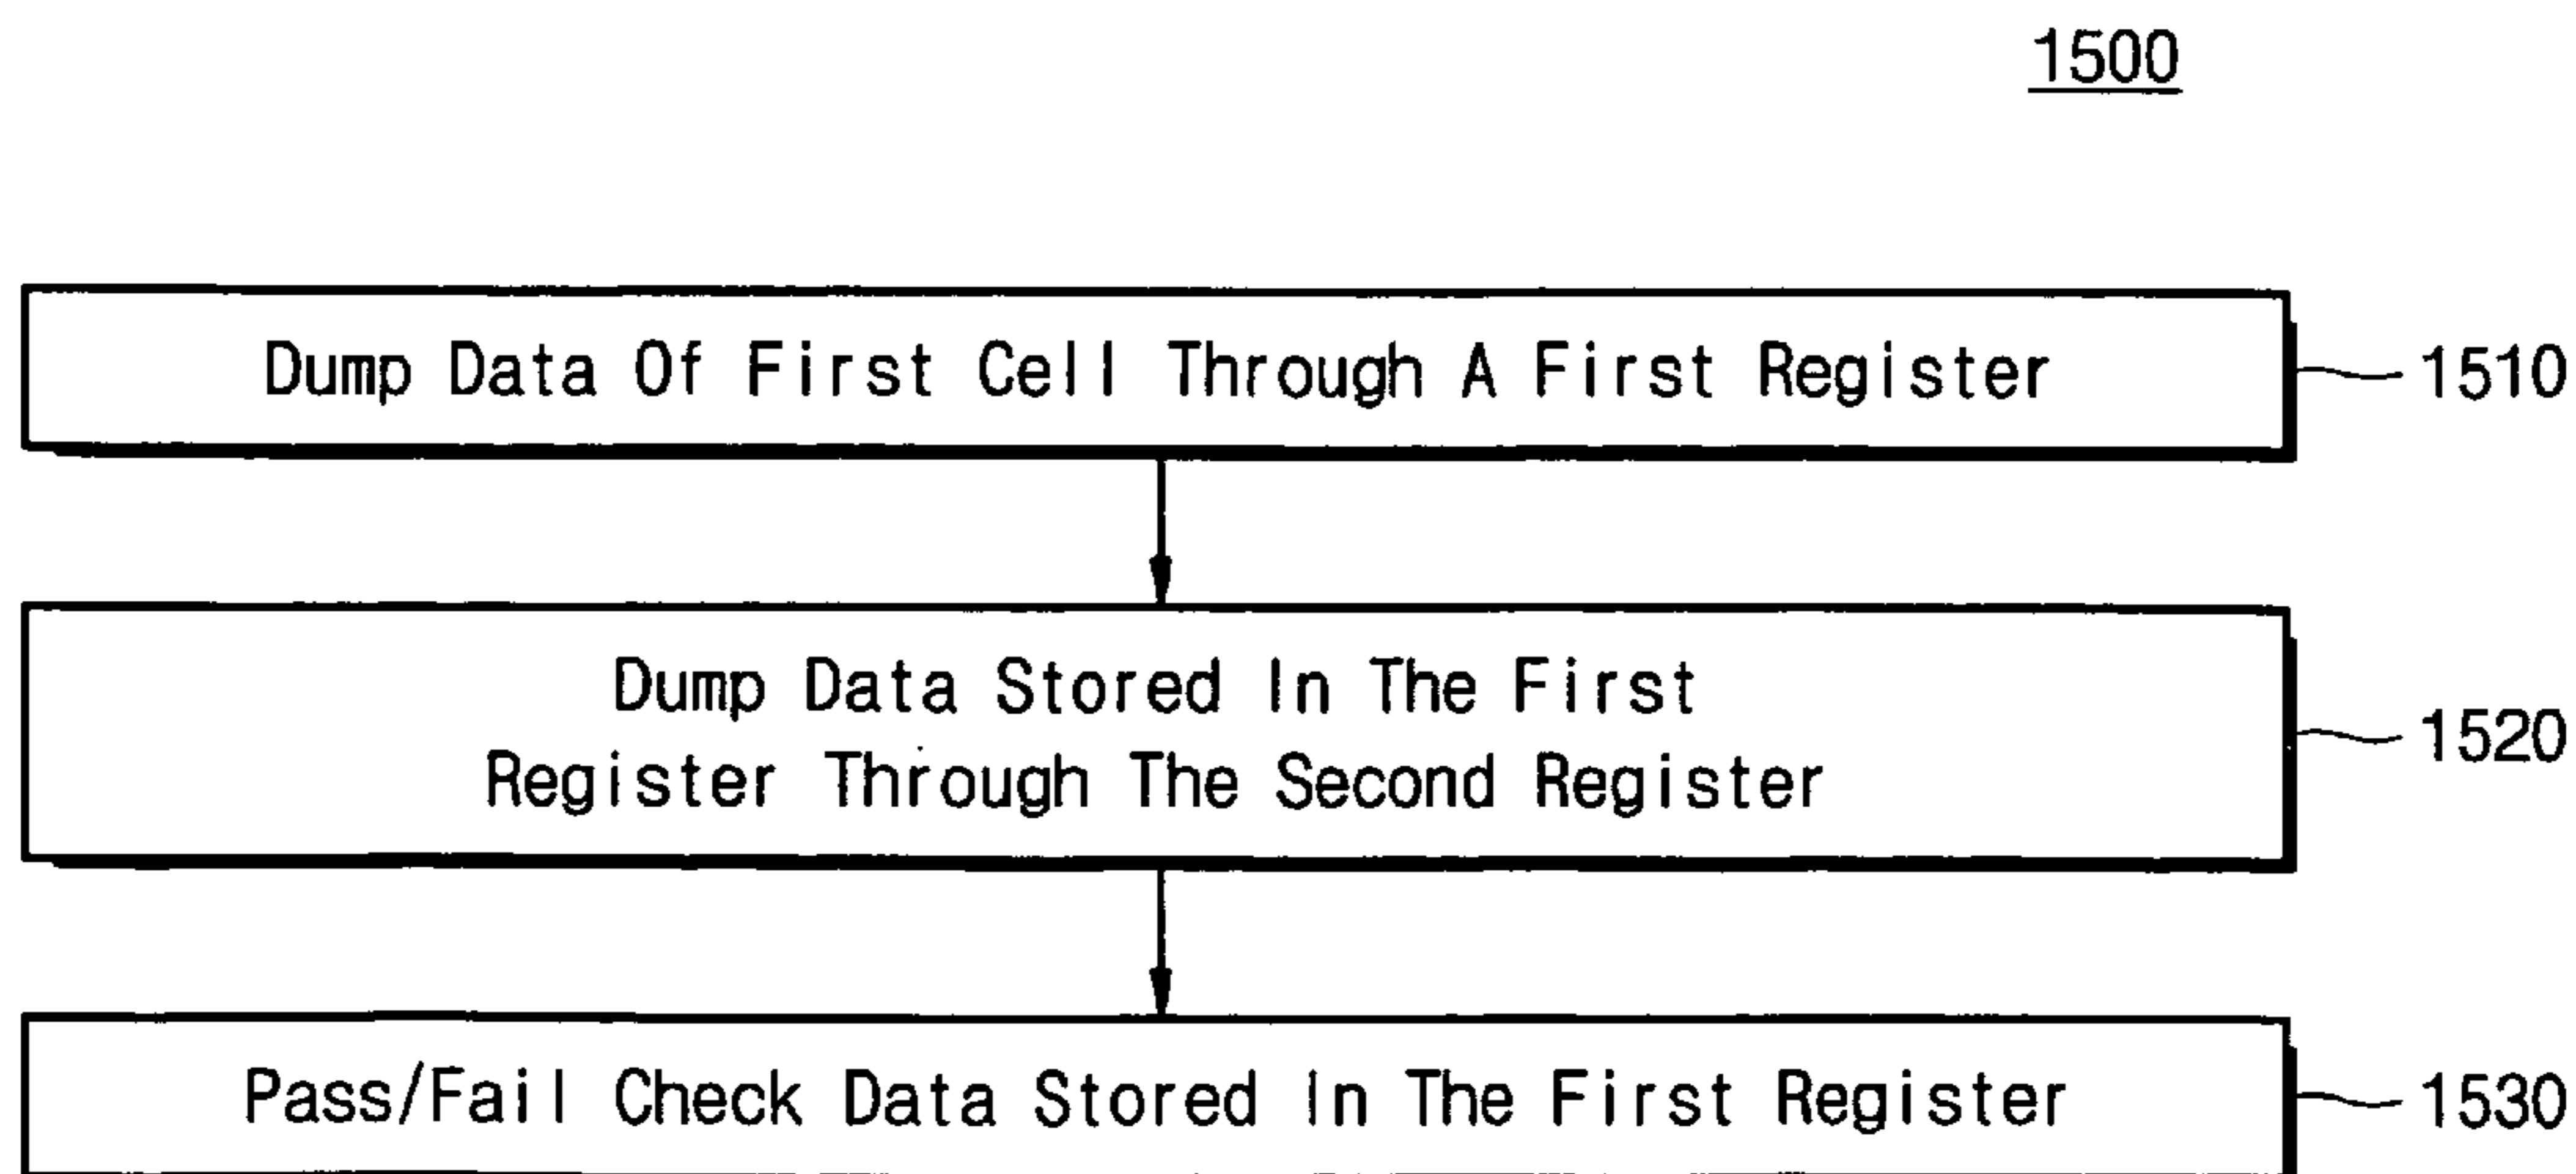 1500
Dump Data Of First Cell Through A First Register
1510
Dump Data Stored In The First
Register Through The Second Register
1520
Pass/Fail Check Data Stored In The First Register
1530